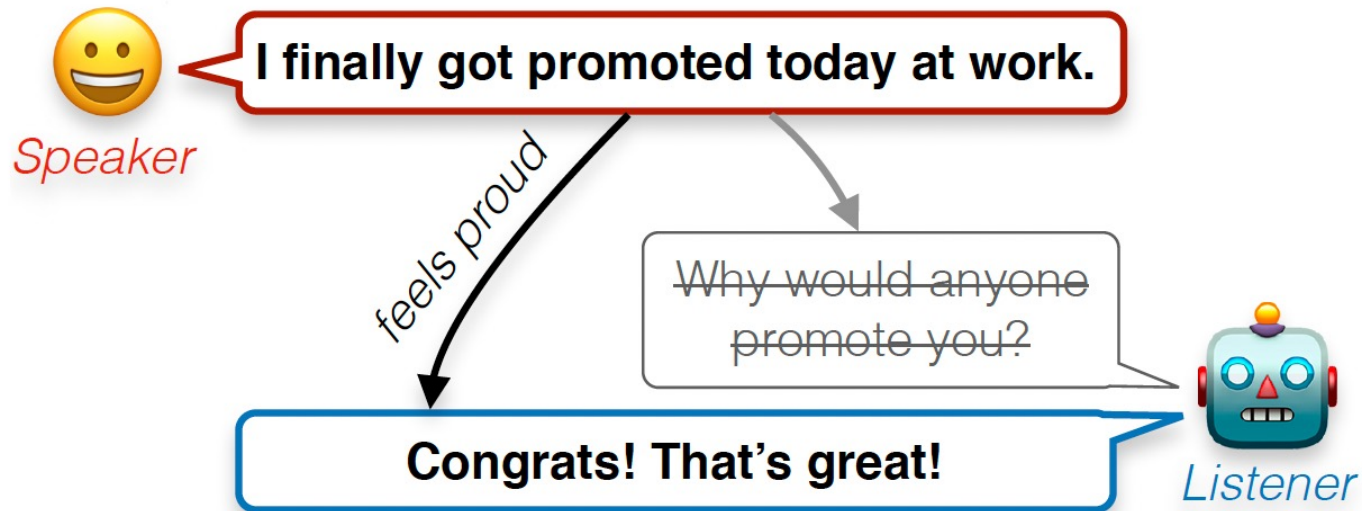 I finally got promoted today at work.
Speaker
feels proud
Why would anyone
promote you?
Congrats! That's great!
Listener